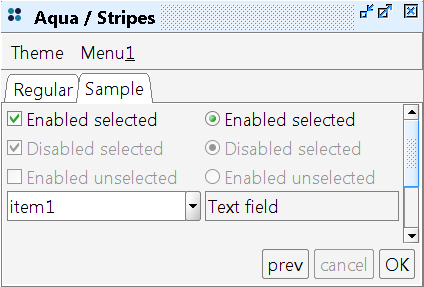 Aqua / Stripes
Theme Menu1
Regular Sample
Enabled selected Enabled selected
Disabled selected Disabled selected
Enabled unselected Enabled unselected
item1 Text field
prev cancel OK